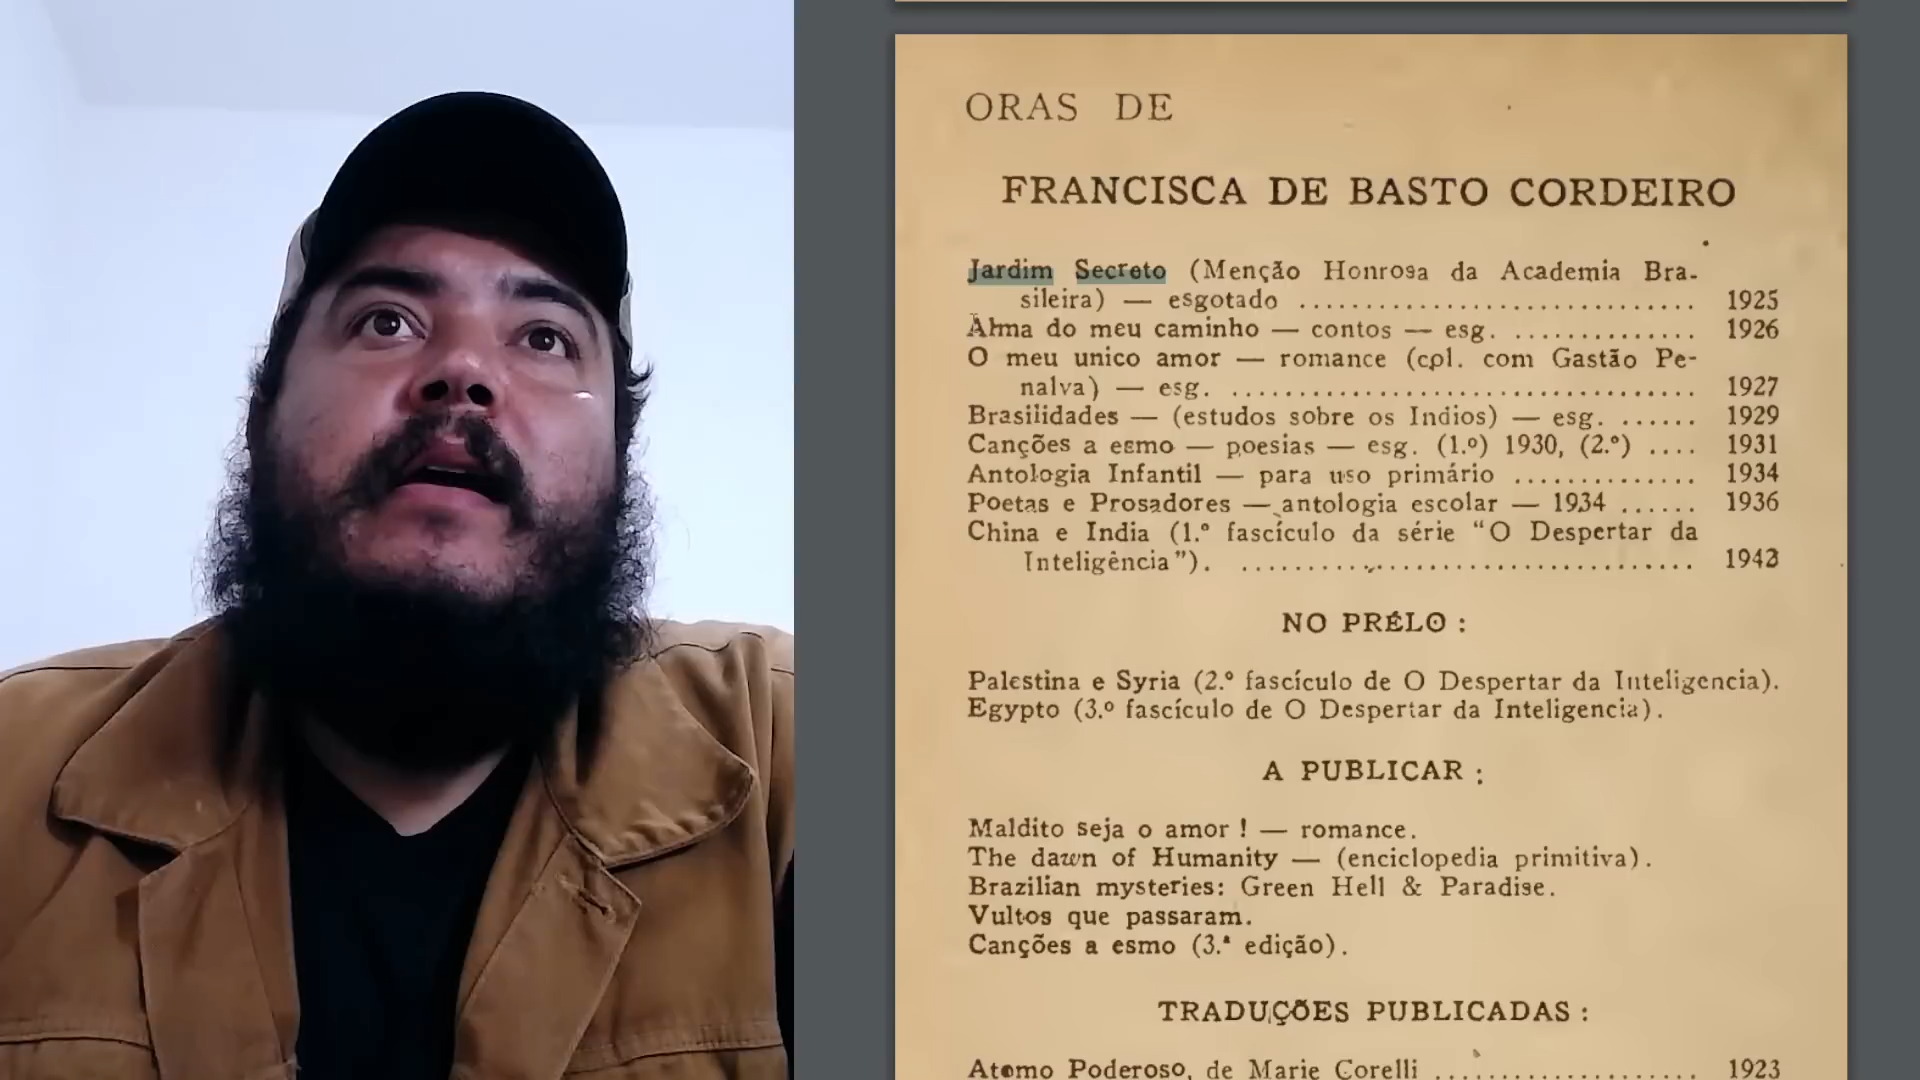 ORAS DE
FRANCISCA DE BASTO CORDEIRO
Jardim Secreto (Menção Honrosa da Academia Bra-
sileira) — esgotado .................................. 1925
Alma do meu caminho — contos — esg. .............. 1926
O meu unico amor — romance (col. com Gastão Pe-
nalva) — esg. ........................................ 1927
Brasilidades — (estudos sobre os Indios) — esg. ...... 1929
Canções a esmo — poesias — esg. (1.º) 1930, (2.º) .... 1931
Antologia Infantil — para uso primário .............. 1934
Poetas e Prosadores — antologia escolar — 1934 ...... 1936
China e India (1.º fascículo da série "O Despertar da
Inteligência"). ....................................... 1943
NO PRÉLO :
Palestina e Syria (2.º fascículo de O Despertar da Inteligencia).
Egypto (3.º fascículo de O Despertar da Inteligencia).
A PUBLICAR :
Maldito seja o amor ! — romance.
The dawn of Humanity — (enciclopedia primitiva).
Brazilian mysteries: Green Hell & Paradise.
Vultos que passaram.
Canções a esmo (3.ª edição).
TRADUÇÕES PUBLICADAS :
Atomo Poderoso, de Marie Corelli ...................... 1923